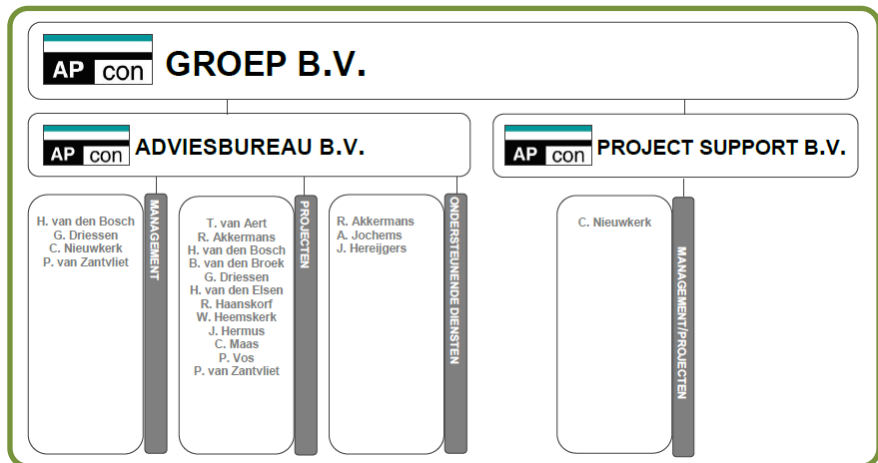 AP con GROEP B.V.
AP con ADVIESBUREAU B.V.
AP con PROJECT SUPPORT B.V.
H. van den Bosch
G. Driessen
C. Nieuwkerk
P. van Zantvliet
MANAGEMENT
T. van Aert
R. Akkermans
H. van den Bosch
B. van den Broek
G. Driessen
H. van den Elsen
R. Haanskorf
W. Heemskerk
J. Hermus
C. Maas
P. Vos
P. van Zantvliet
PROJECTEN
R. Akkermans
A. Jochems
J. Hereijgers
ONDERSTEUNENDE DIENSTEN
C. Nieuwkerk
MANAGEMENT/PROJECTEN